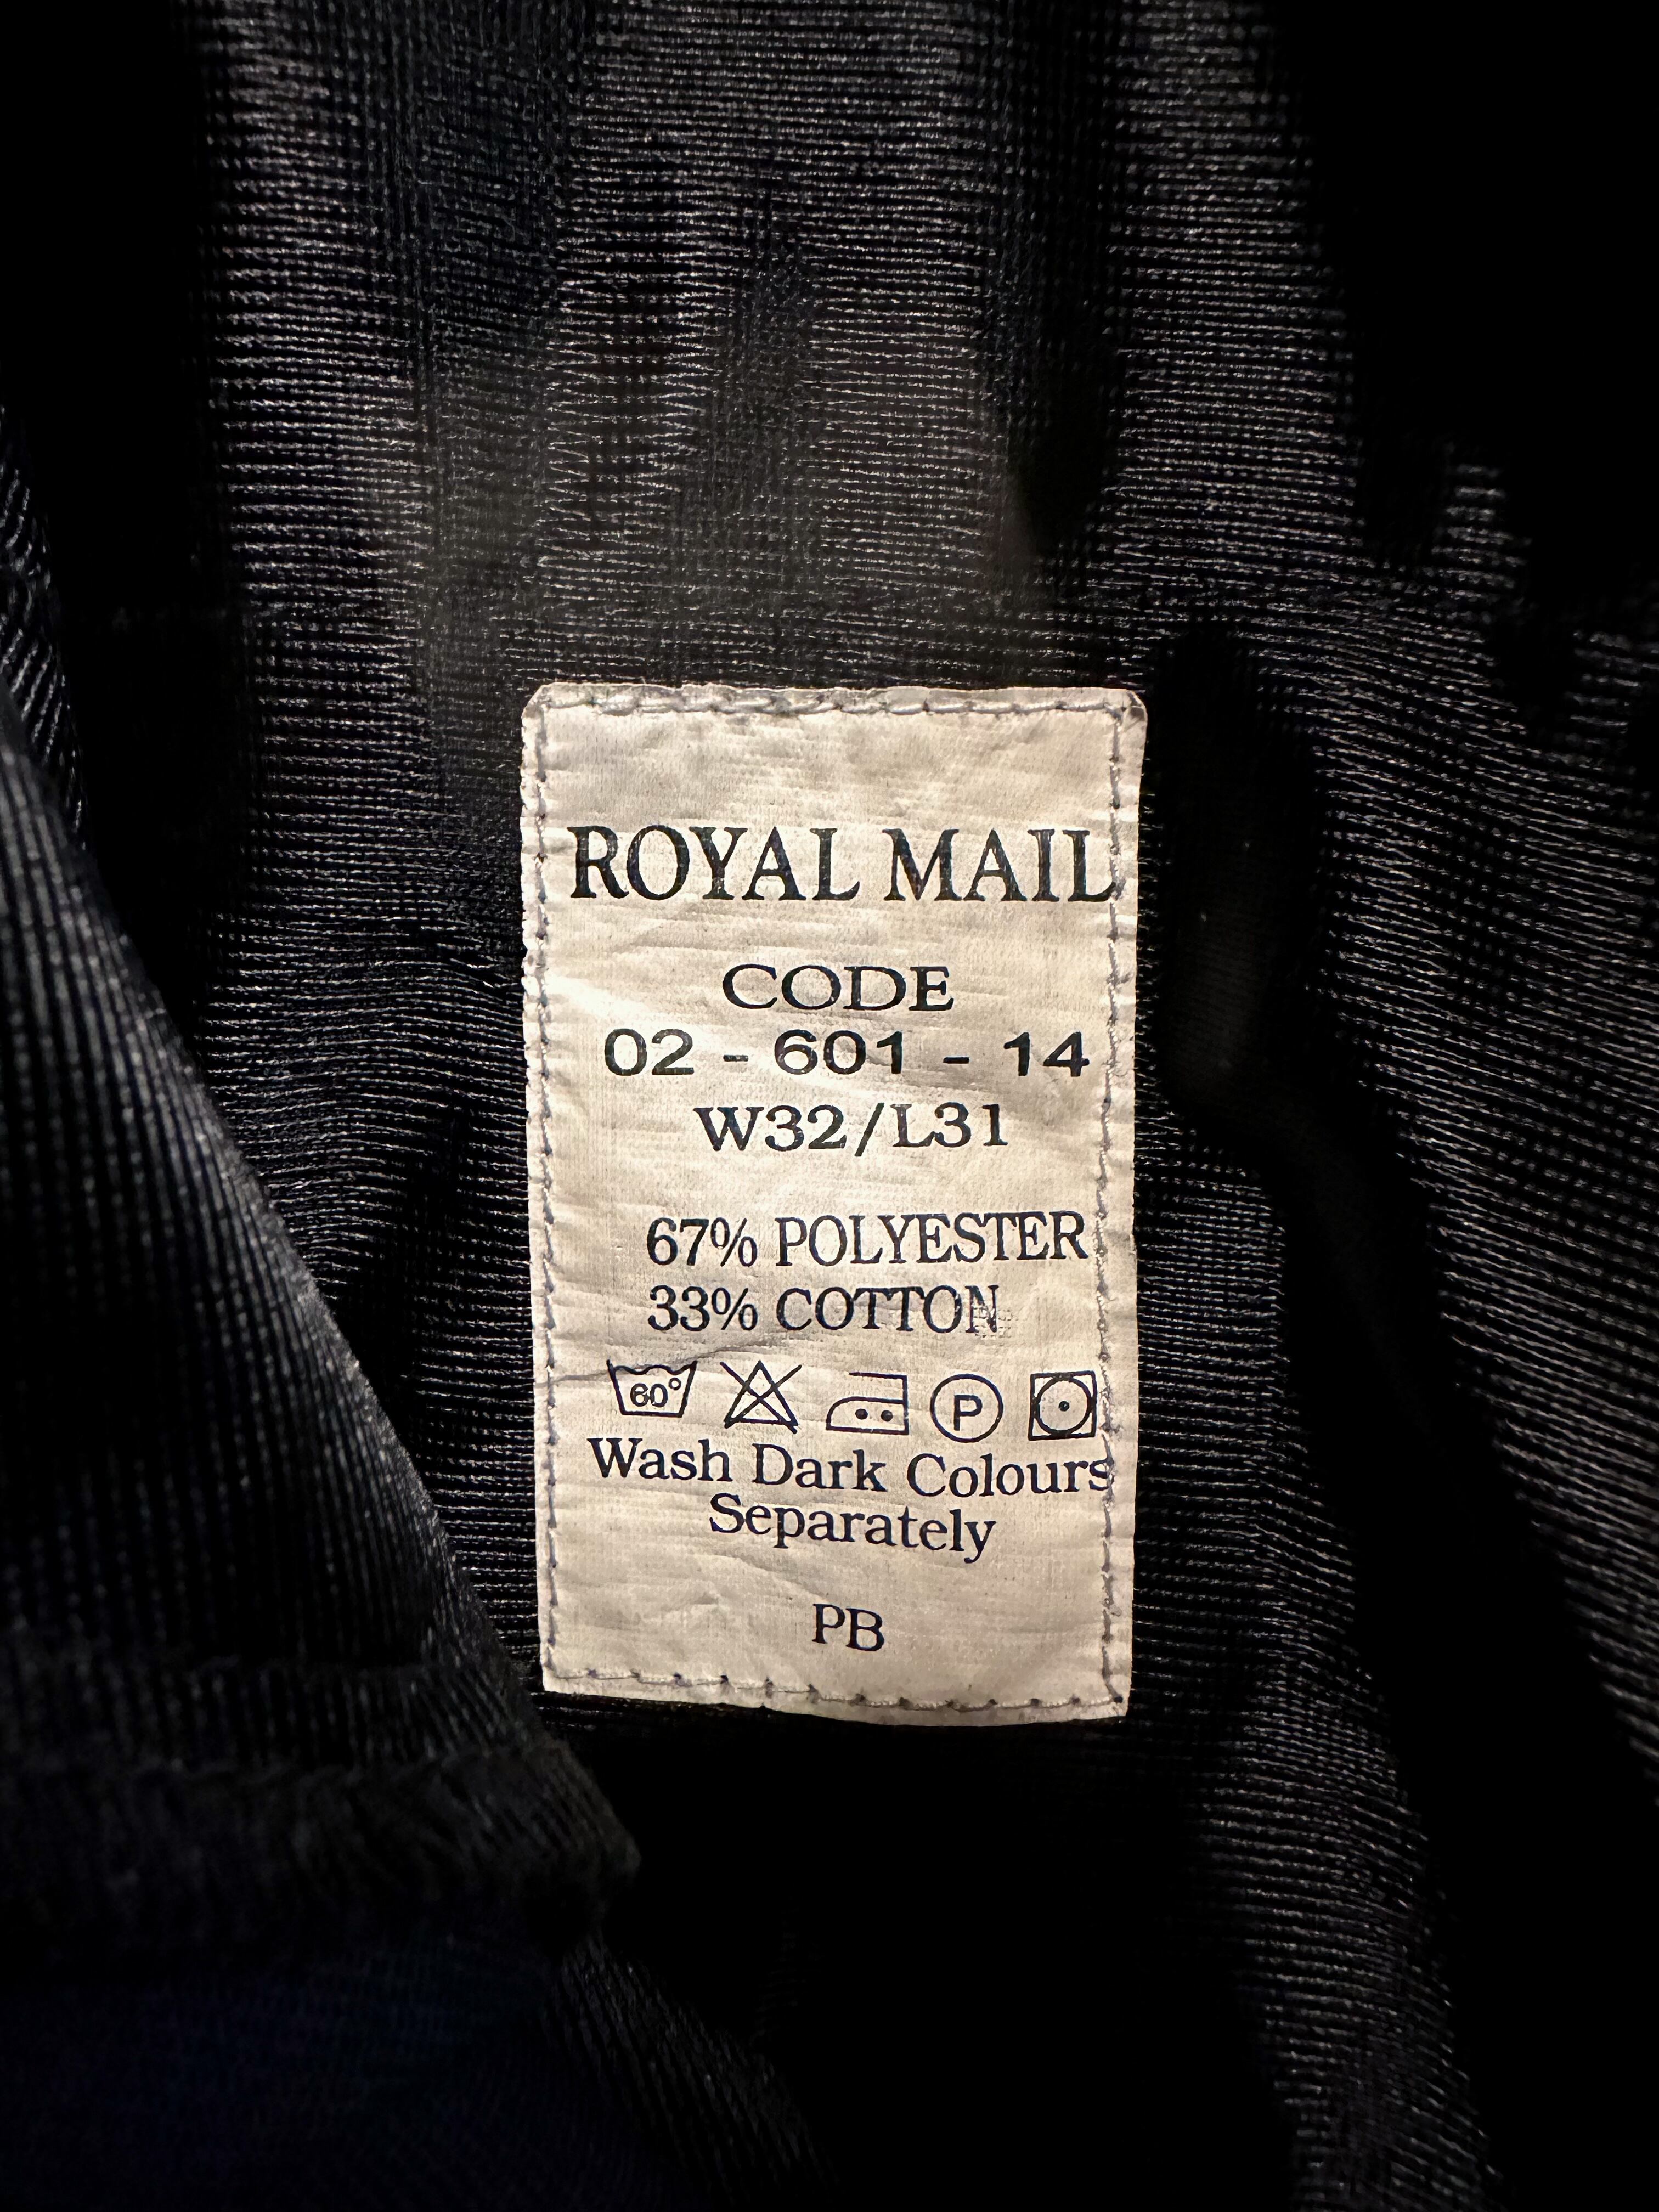 ROYAL MAIL
CODE
02 - 601 - 14
W32/L31
67% POLYESTER
33% COTTON
60° P
Wash Dark Colours
Separately
PB